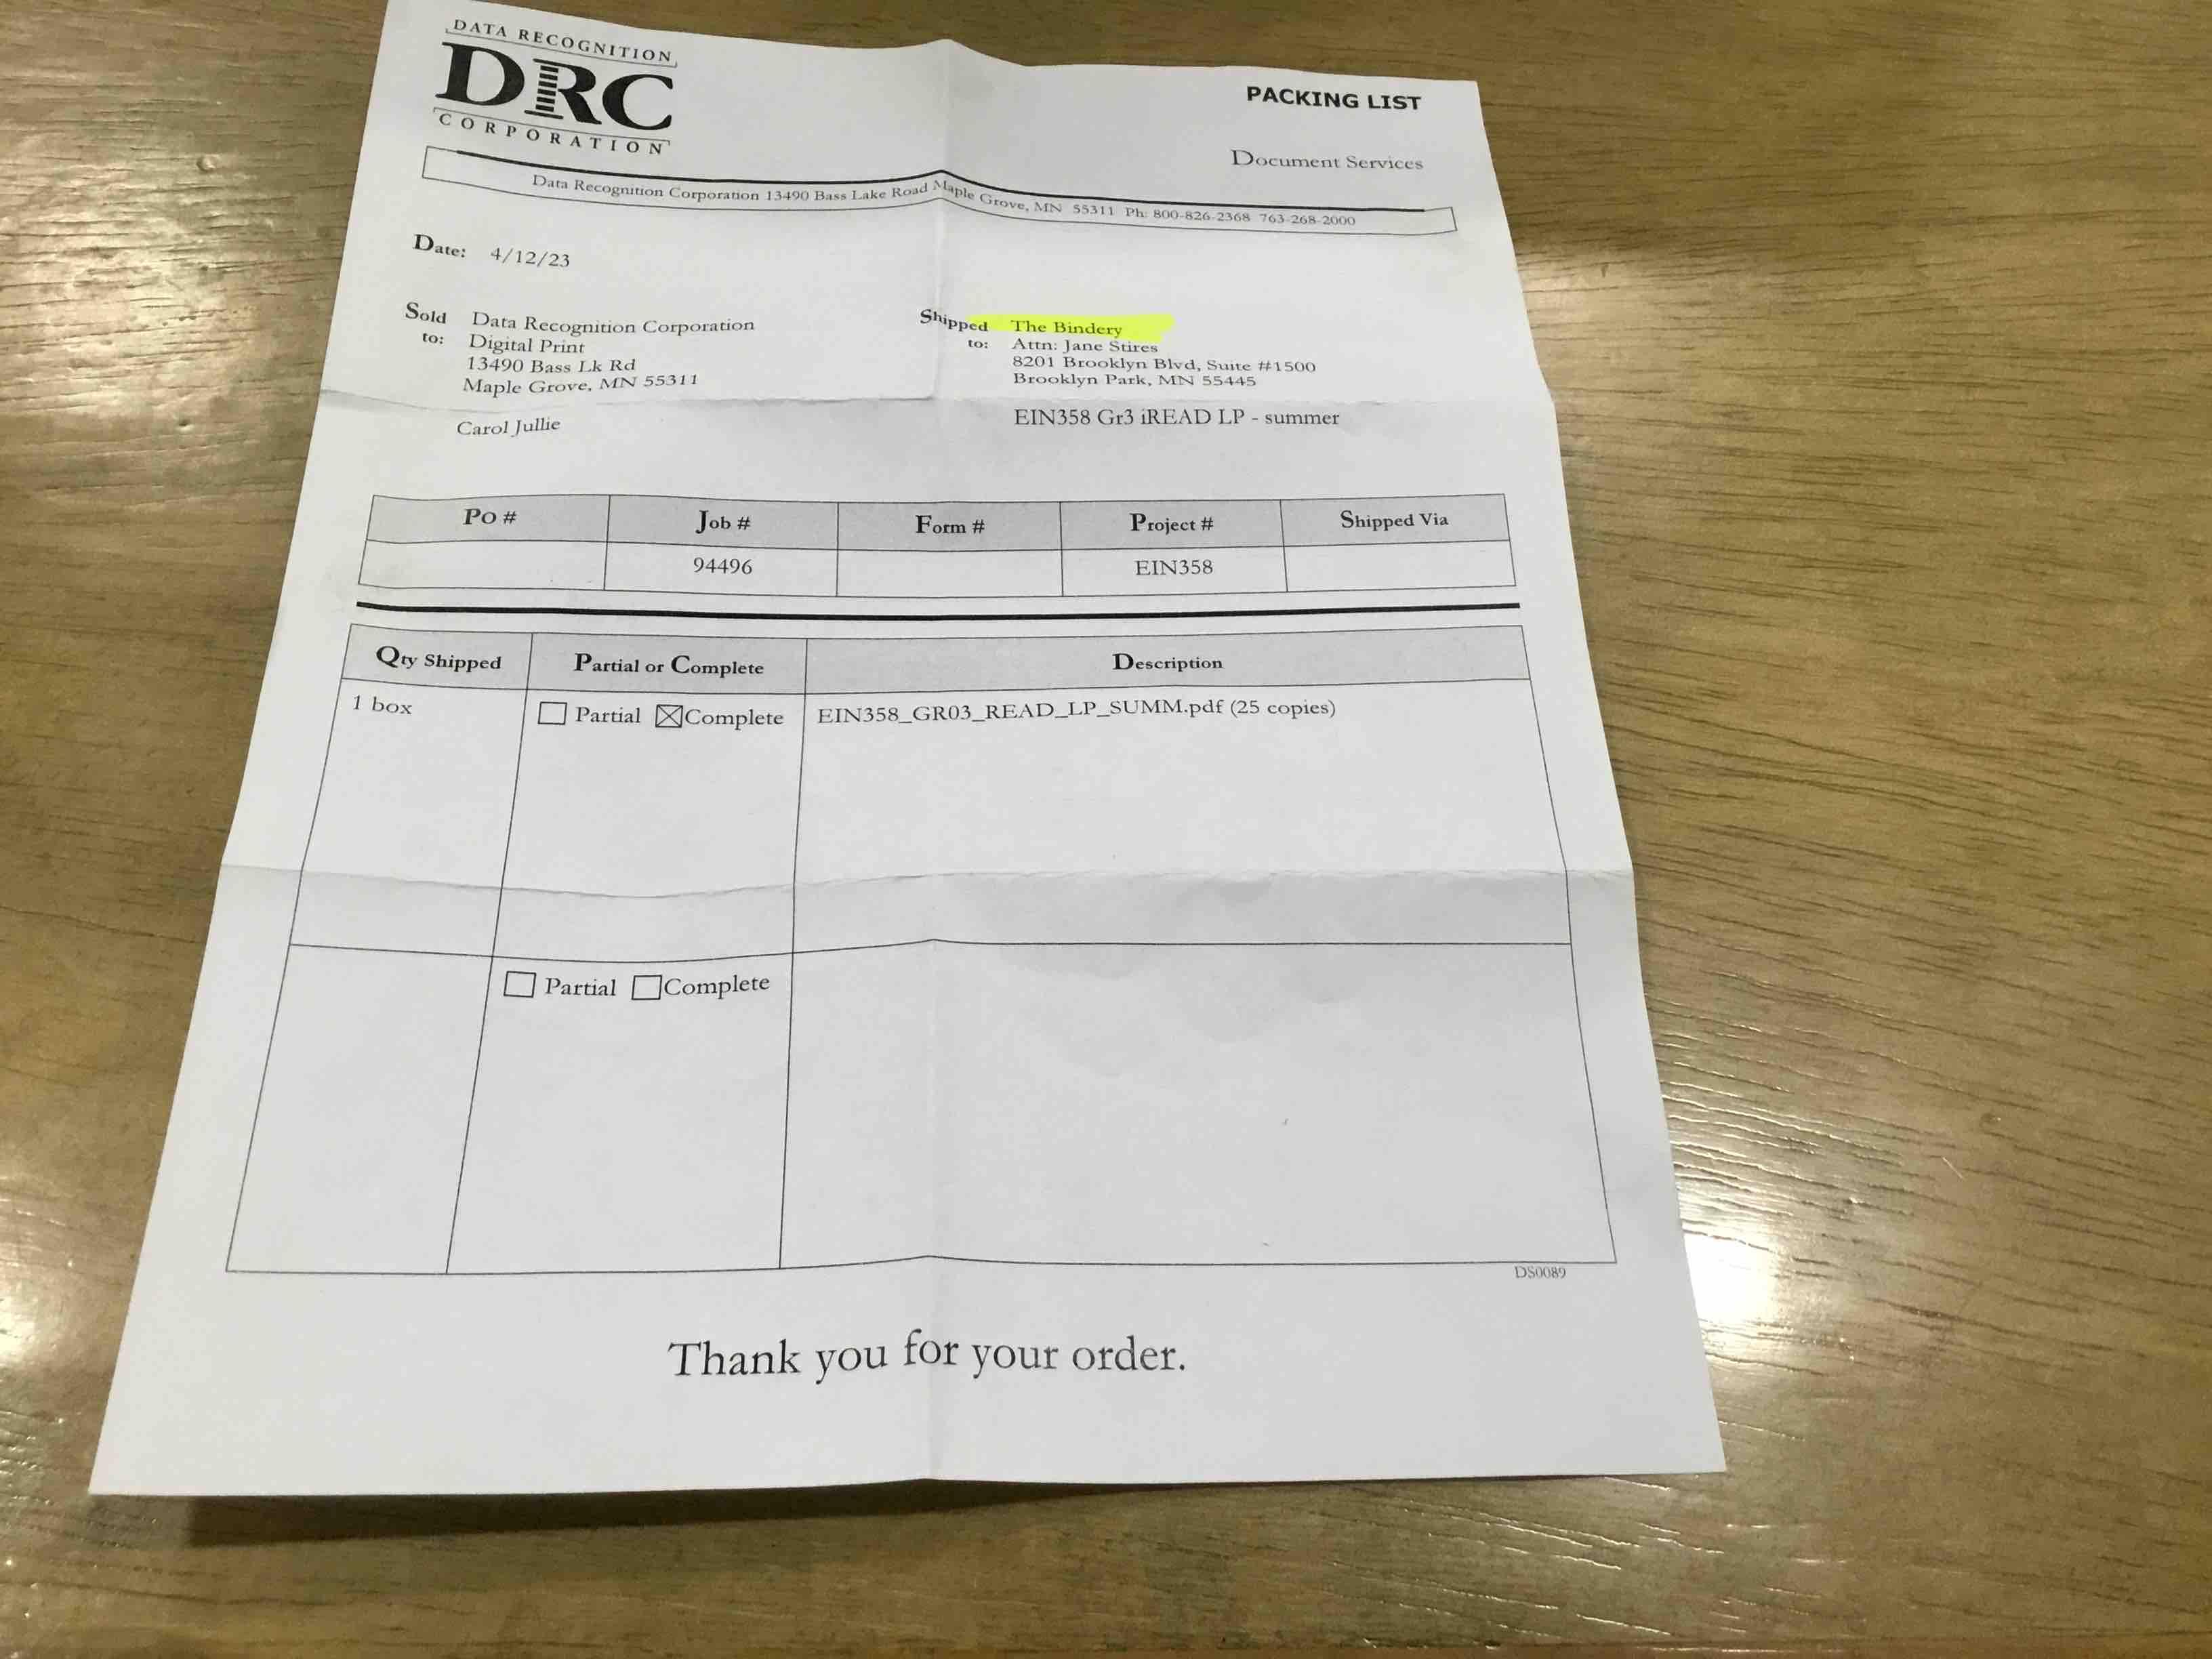 DATA RECOGNITION
DRC
CORPORATION
PACKING LIST
Document Services
Data Recognition Corporation 13490 Bass Lake Road Maple Grove, MN 55311 Ph: 800-826-2368 763-268-2000
Date: 4/12/23
Sold to:
Data Recognition Corporation
Digital Print
13490 Bass Lk Rd
Maple Grove, MN 55311
Carol Jullie
Shipped to:
The Bindery
Attn: Jane Stires
8201 Brooklyn Blvd, Suite #1500
Brooklyn Park, MN 55445
EIN358 Gr3 iREAD LP - summer
Po # Job # Form # Project # Shipped Via
94496 EIN358
Qty Shipped Partial or Complete Description
1 box Partial Complete EIN358_GR03_READ_LP_SUMM.pdf (25 copies)
Partial Complete
DS0089
Thank you for your order.